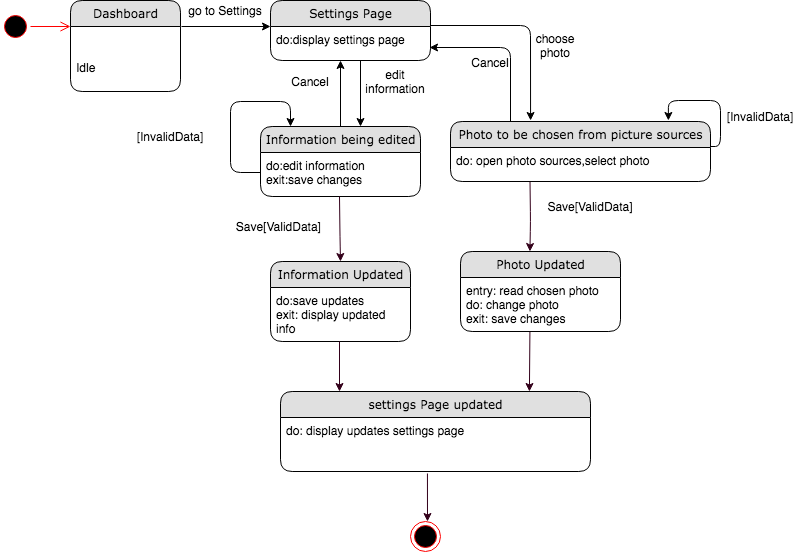 Dashboard
Idle
go to Settings
Settings Page
do:display settings page
choose
photo
Cancel
Cancel
edit
information
[InvalidData]
Information being edited
do:edit information
exit:save changes
Photo to be chosen from picture sources
do: open photo sources,select photo
[InvalidData]
Save[ValidData]
Save[ValidData]
Information Updated
do:save updates
exit: display updated
info
Photo Updated
entry: read chosen photo
do: change photo
exit: save changes
settings Page updated
do: display updates settings page